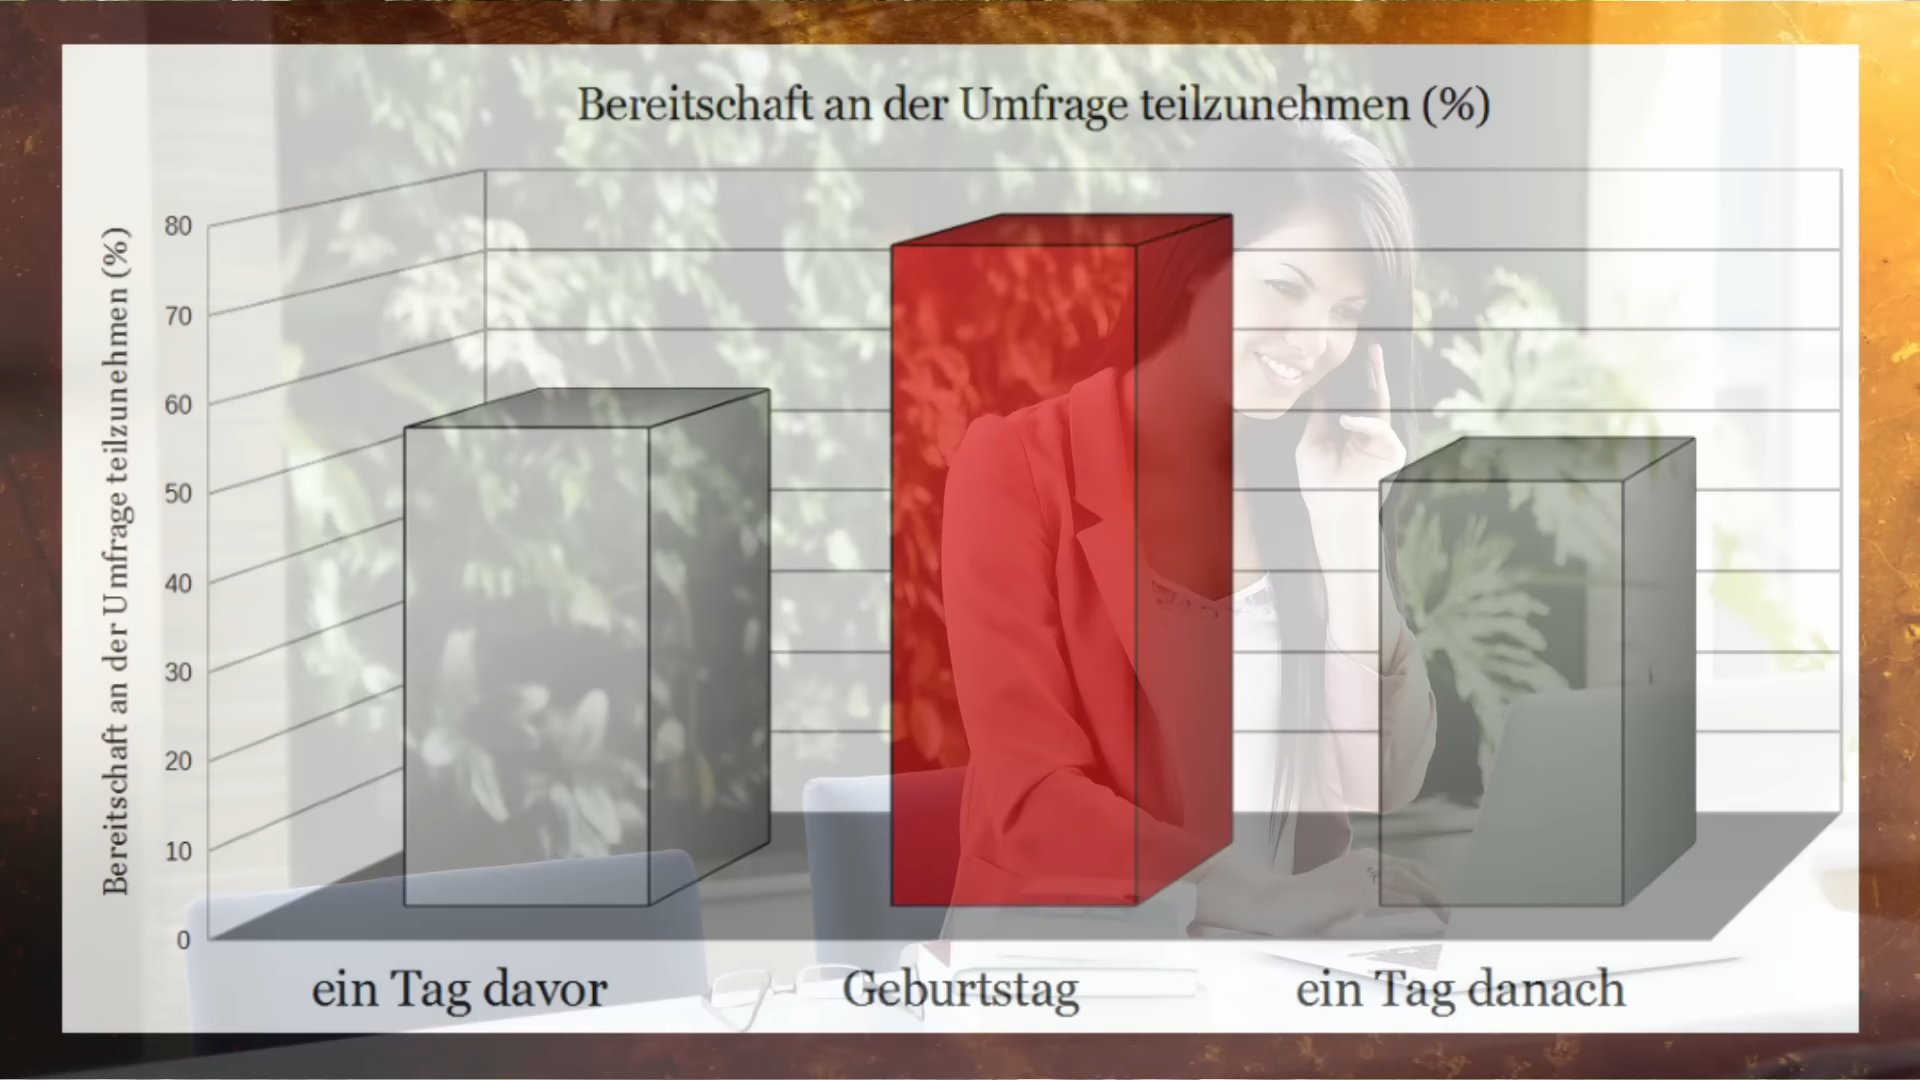 Bereitschaft an der Umfrage teilzunehmen (%)
Bereitschaft an der Umfrage teilzunehmen (%)
80
70
60
50
40
30
20
10
0
ein Tag davor
Geburtstag
ein Tag danach